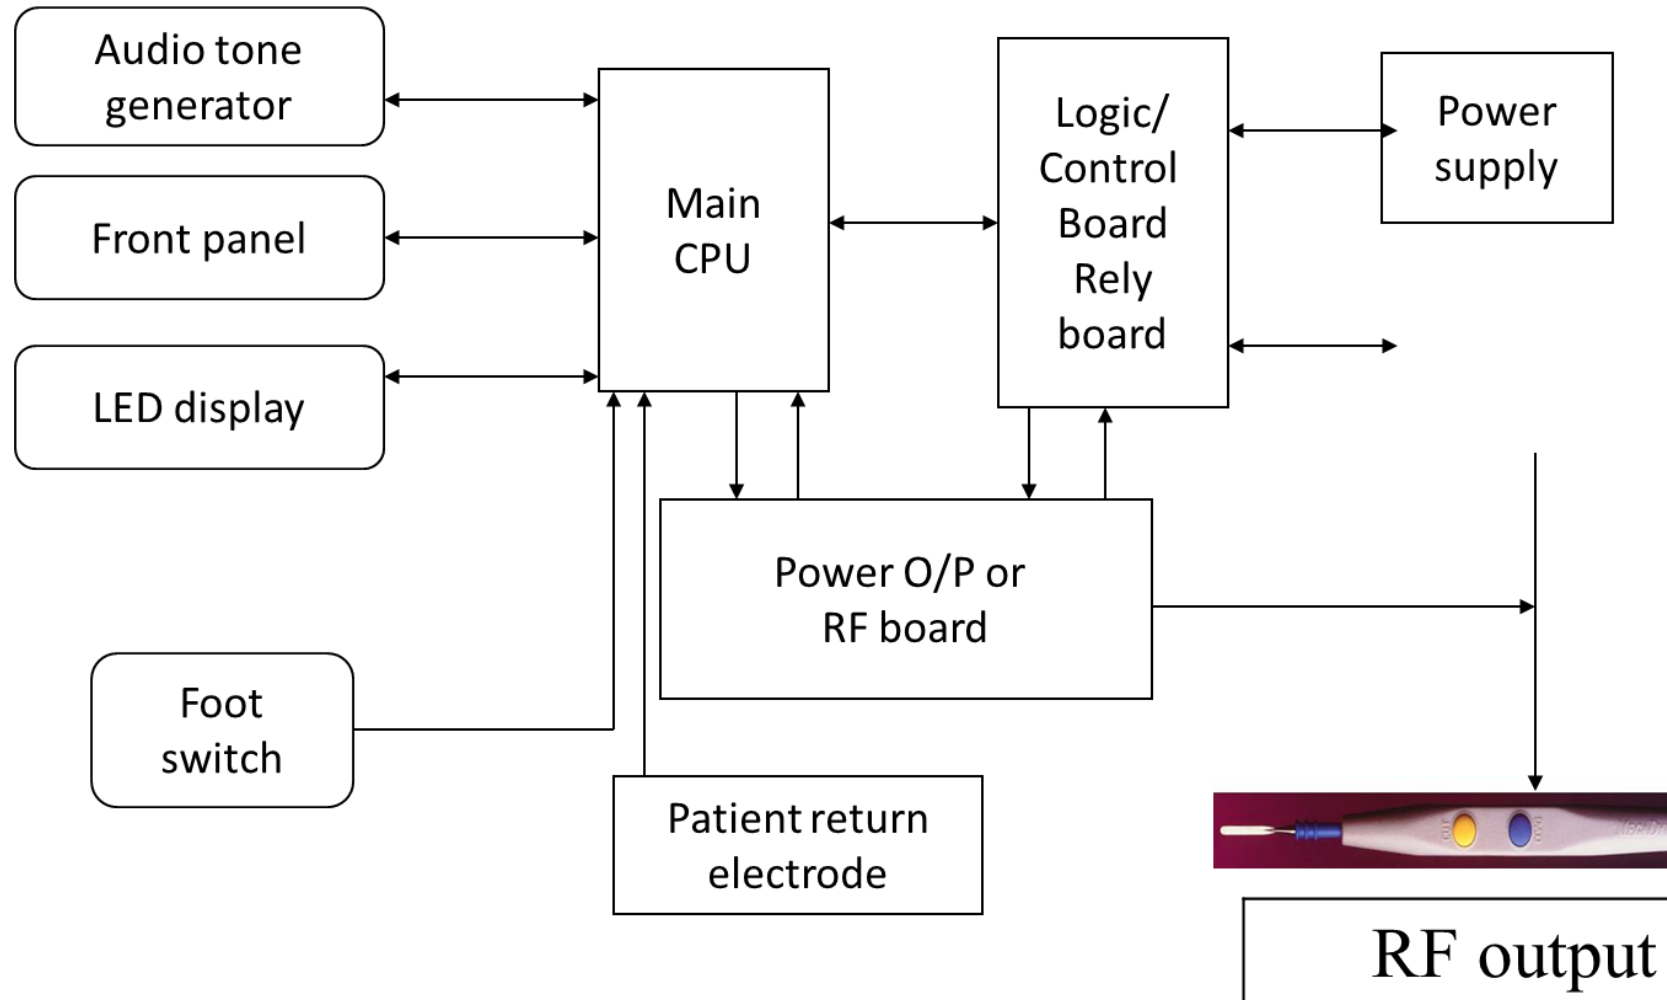 Audio tone
generator
Front panel
LED display
Main
CPU
Logic/
Control
Board
Rely
board
Power
supply
Power O/P or
RF board
Foot
switch
Patient return
electrode
CUT
RF output